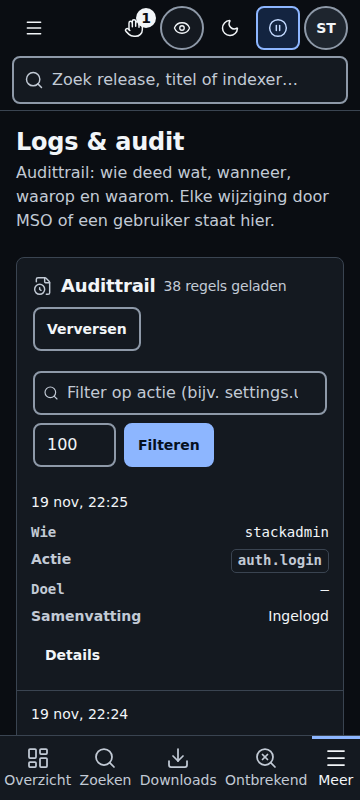 1
ST
Zoek release, titel of indexer...
Logs & audit
Audittrail: wie deed wat, wanneer,
waarop en waarom. Elke wijziging door
MSO of een gebruiker staat hier.
Audittrail 38 regels geladen
Verversen
Filter op actie (bijv. settings.u
100 Filteren
19 nov, 22:25
Wie stackadmin
Actie auth.login
Doel —
Samenvatting Ingelogd
Details
19 nov, 22:24
Overzicht Zoeken Downloads Ontbrekend Meer